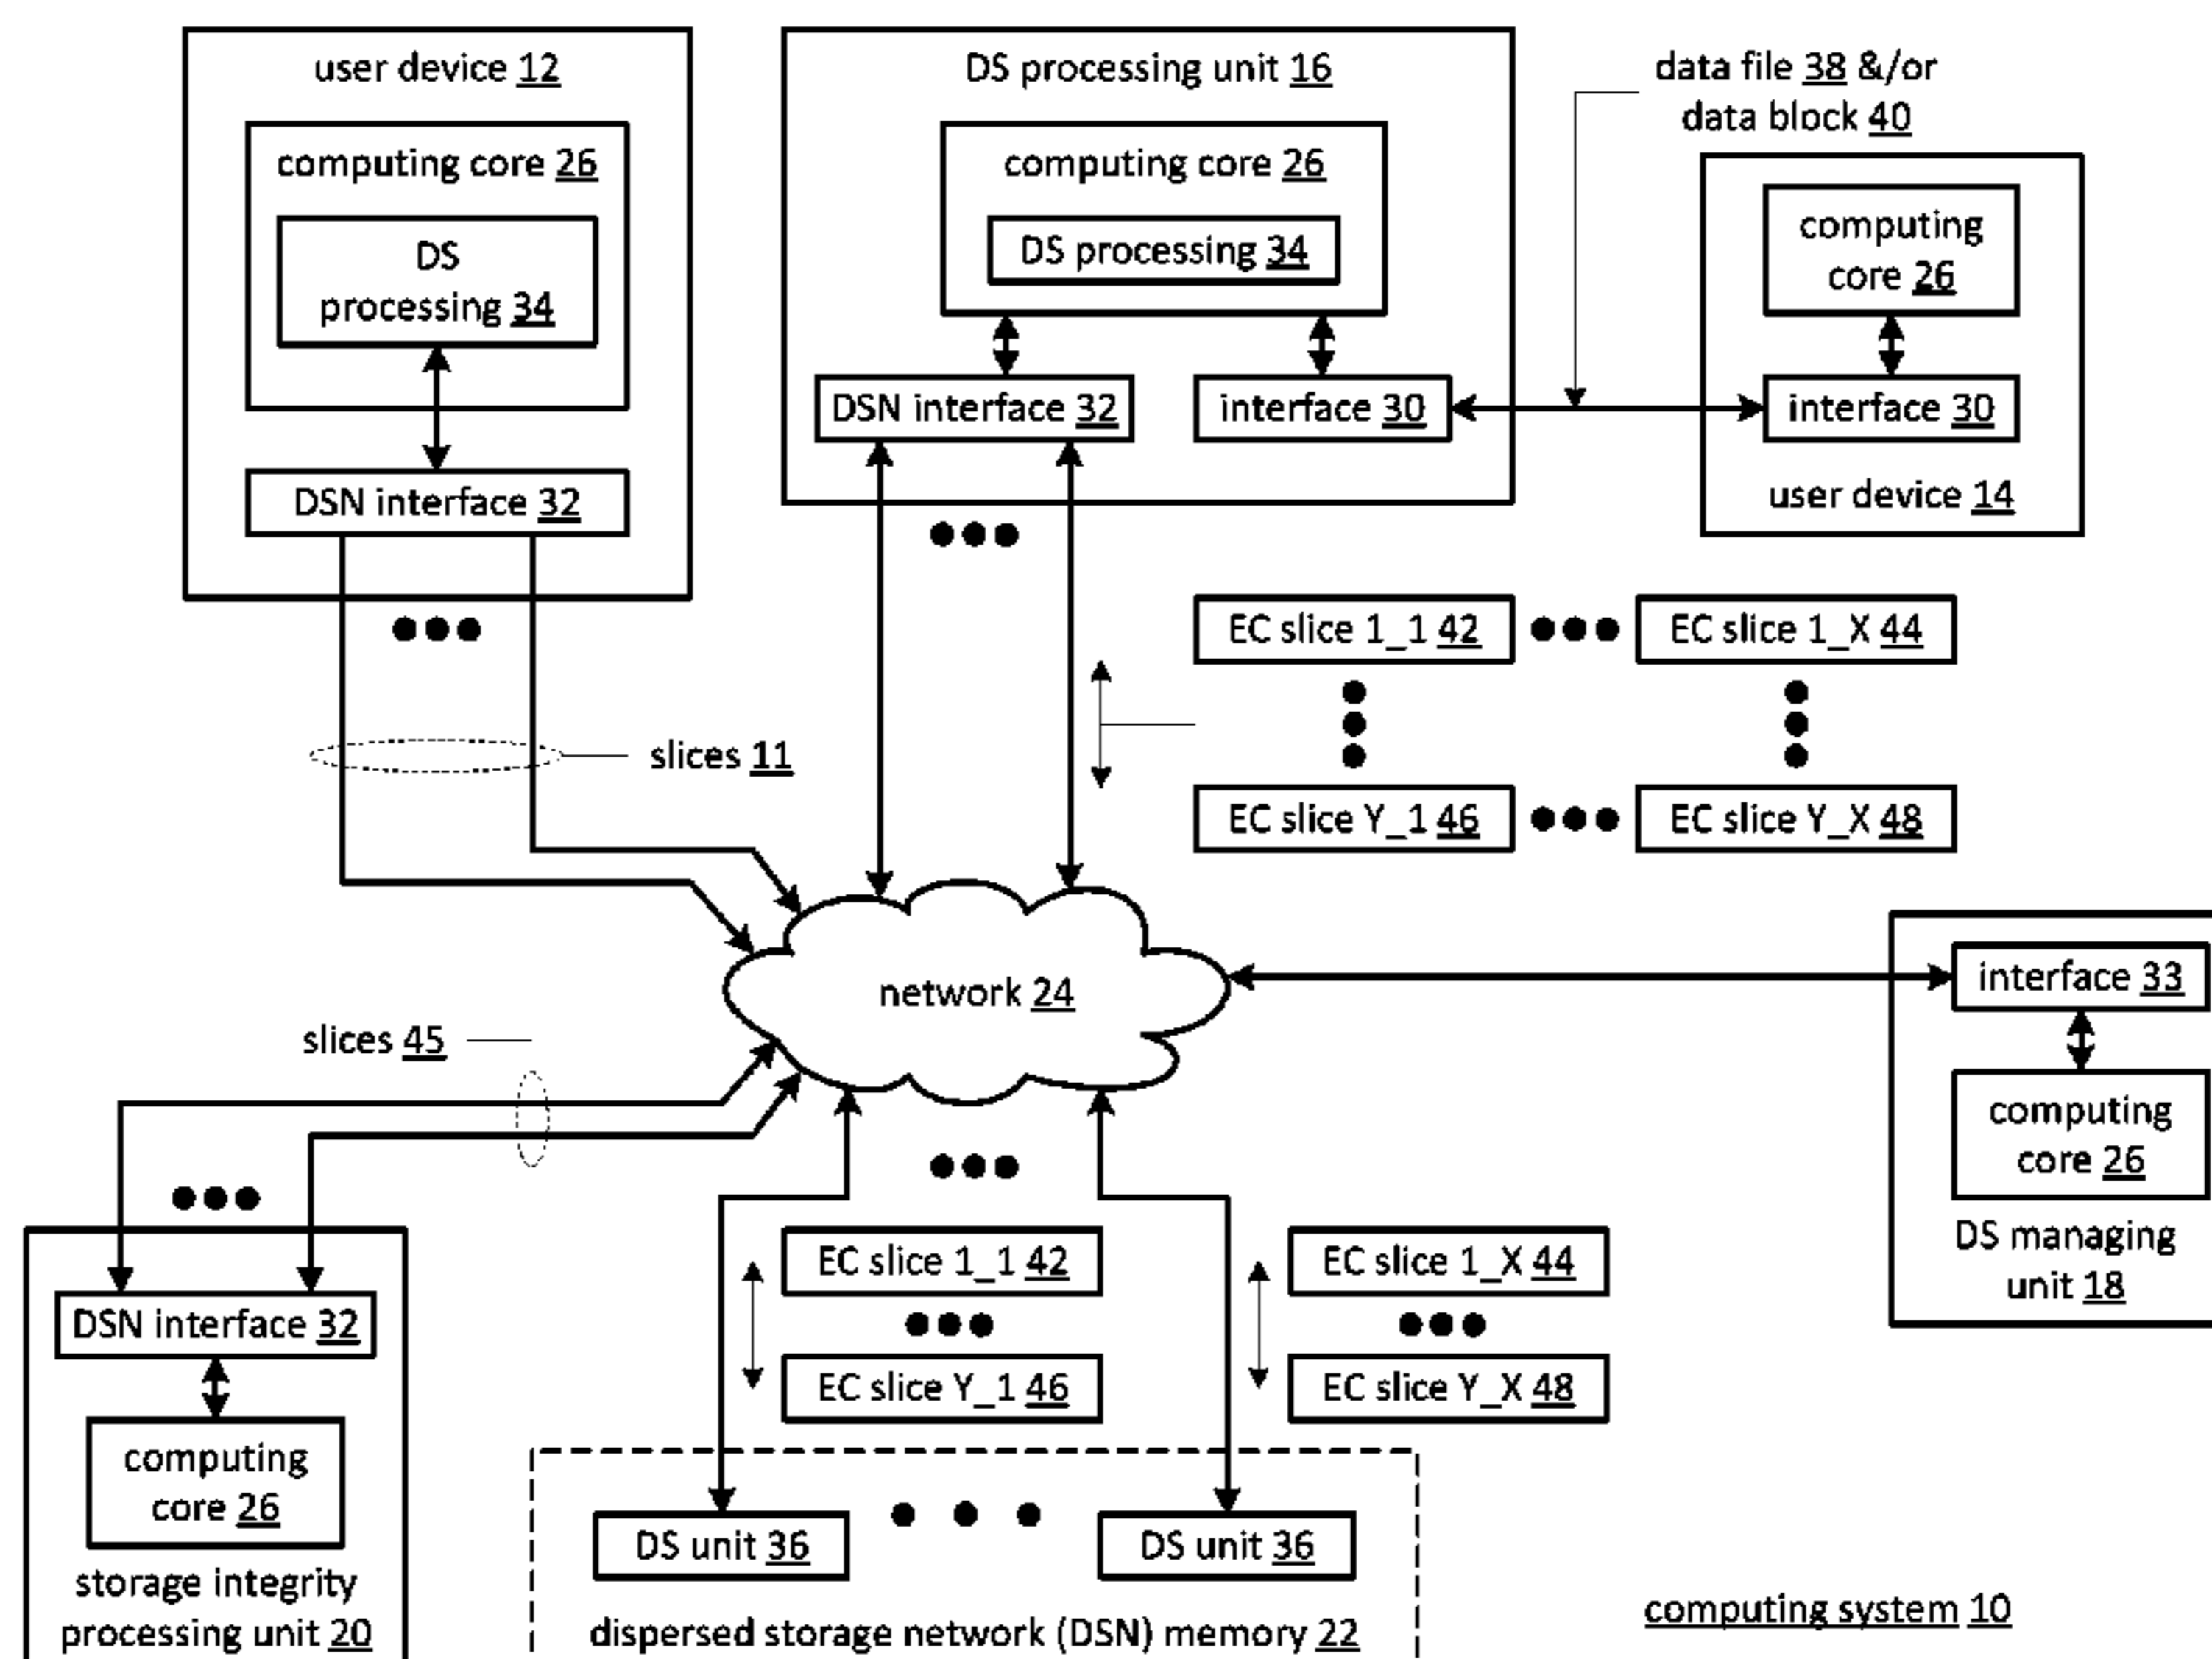 user device 12
computing core 26
DS
processing 34
DSN interface 32
DS processing unit 16
computing core 26
DS processing 34
DSN interface 32
interface 30
data file 38 &/or
data block 40
computing
core 26
interface 30
user device 14
slices 11
EC slice 1_1 42
EC slice 1_X 44
EC slice Y_1 46
EC slice Y_X 48
network 24
interface 33
computing
core 26
DS managing
unit 18
slices 45
DSN interface 32
computing
core 26
storage integrity
processing unit 20
EC slice 1_1 42
EC slice Y_1 46
EC slice 1_X 44
EC slice Y_X 48
DS unit 36
DS unit 36
dispersed storage network (DSN) memory 22
computing system 10